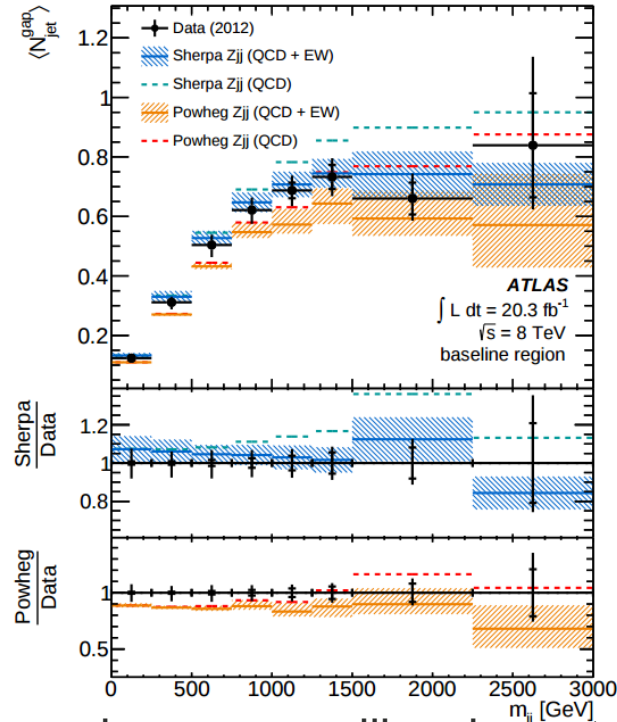 ⟨N_jet^gap⟩
1.2
1
0.8
0.6
0.4
0.2
Data (2012)
Sherpa Zjj (QCD + EW)
Sherpa Zjj (QCD)
Powheg Zjj (QCD + EW)
Powheg Zjj (QCD)
ATLAS
∫ L dt = 20.3 fb⁻¹
√s = 8 TeV
baseline region
Sherpa
Data
1.2
1
0.8
Powheg
Data
1
0.5
0 500 1000 1500 2000 2500 3000
m_jj [GeV]